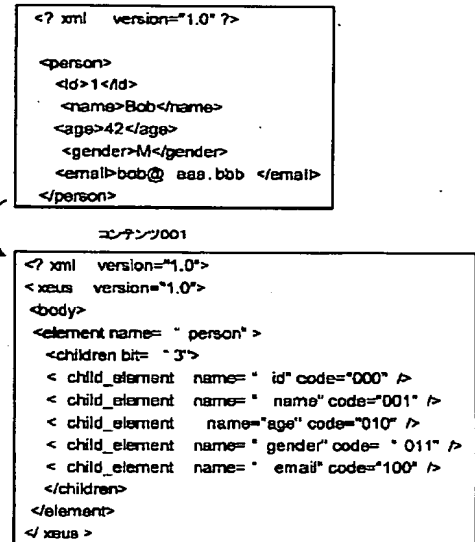 <? xml version="1.0" ?>
<person>
<id>1</id>
<name>Bob</name>
<age>42</age>
<gender>M</gender>
<email>bob@ aaa.bbb </email>
</person>
コンテンツ001
<? xml version="1.0">
<xeus version="1.0">
<body>
<element name= " person" >
<children bit= " 3">
< child_element name= " id" code="000" />
< child_element name= " name" code="001" />
< child_element name="age" code="010" />
< child_element name= " gender" code= " 011" />
< child_element name= " email" code="100" />
</children>
</element>
</ xeus >